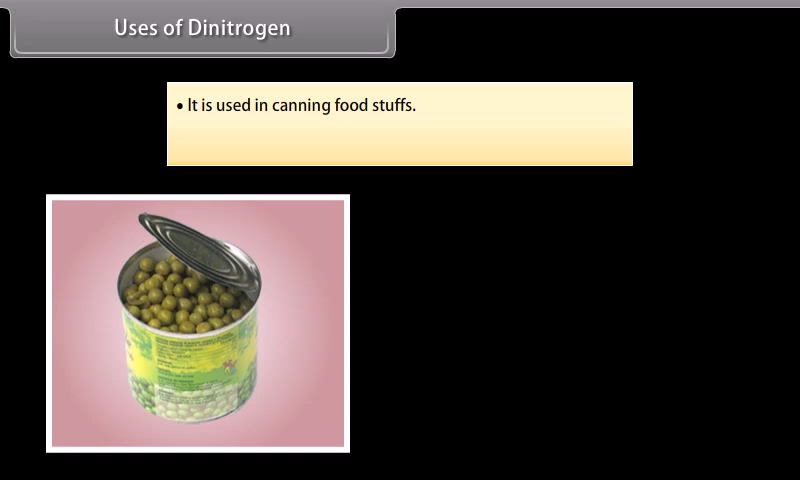 Uses of Dinitrogen
• It is used in canning food stuffs.